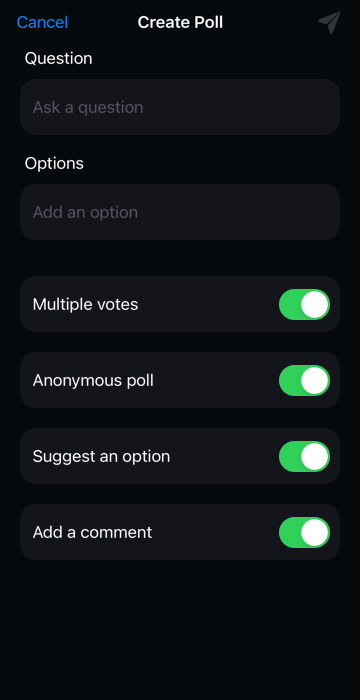 Cancel
Create Poll
Question
Ask a question
Options
Add an option
Multiple votes
Anonymous poll
Suggest an option
Add a comment